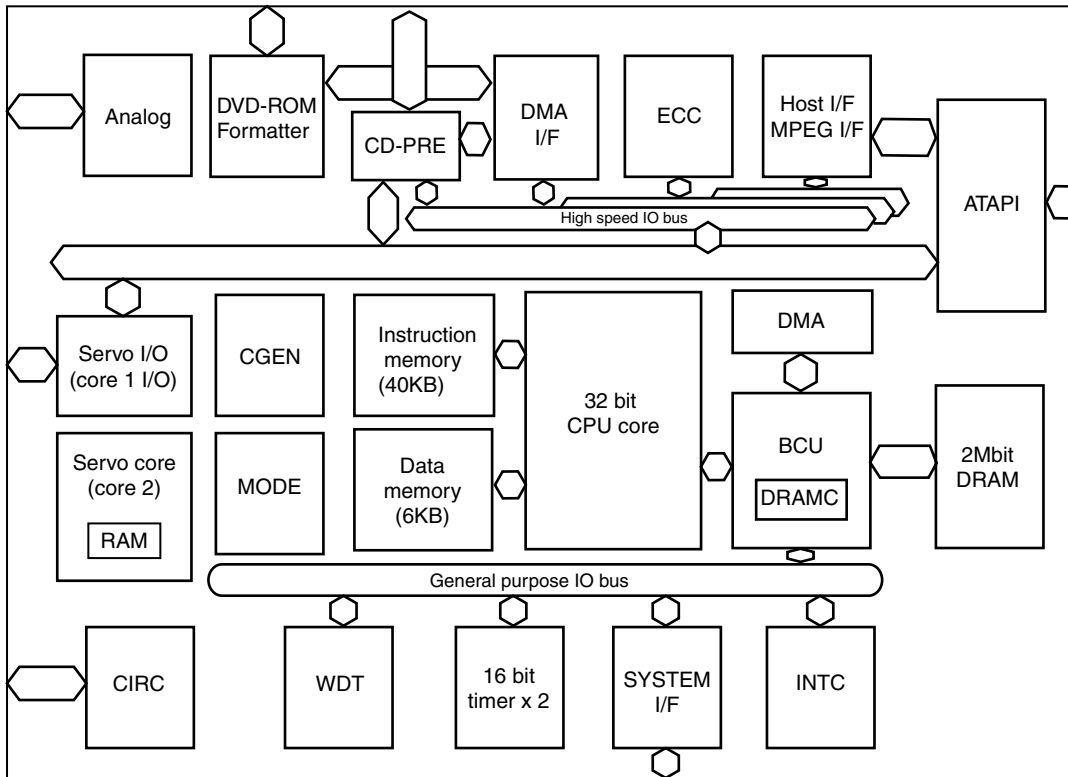 Analog
DVD-ROM
Formatter
CD-PRE
DMA
I/F
ECC
Host I/F
MPEG I/F
ATAPI
High speed IO bus
Servo I/O
(core 1 I/O)
CGEN
Instruction
memory
(40KB)
32 bit
CPU core
DMA
Servo core
(core 2)
RAM
MODE
Data
memory
(6KB)
BCU
DRAMC
2Mbit
DRAM
General purpose IO bus
CIRC
WDT
16 bit
timer x 2
SYSTEM
I/F
INTC